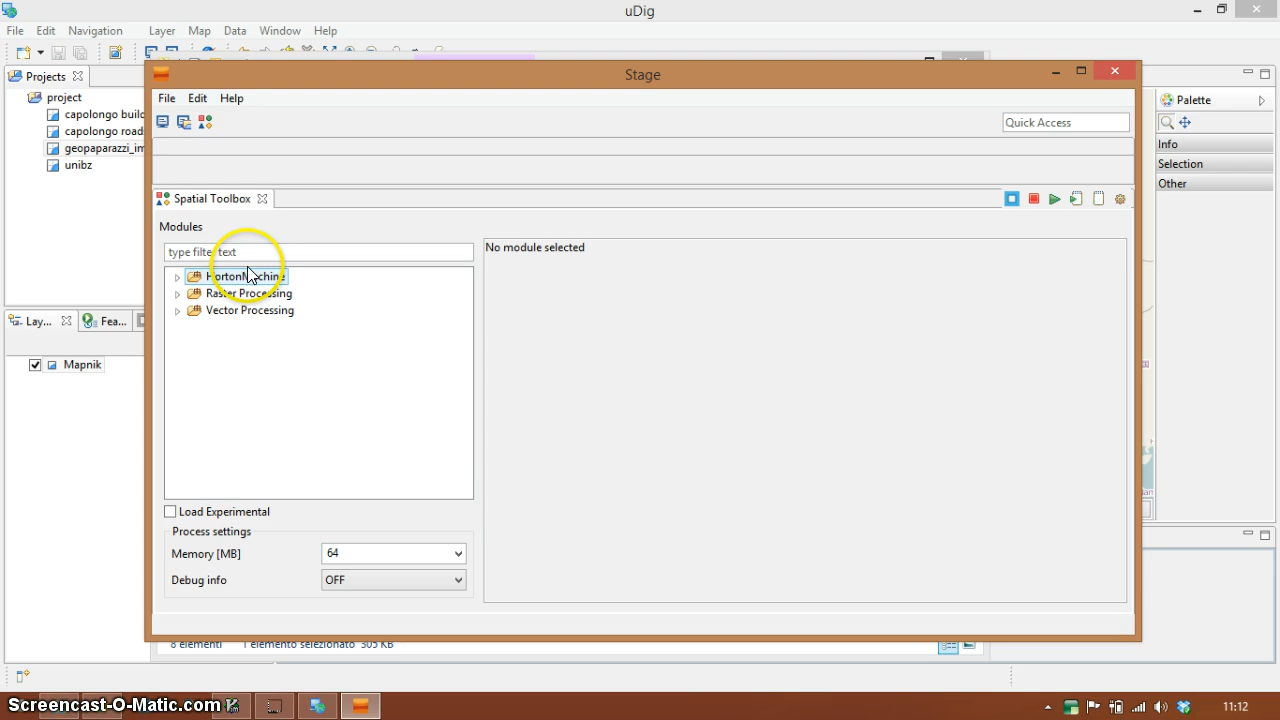 uDig
File Edit Navigation Layer Map Data Window Help
Projects
project
capolongo
capolongo road
geopaparazzi_im
unibz
Lay... Fea...
Mapnik
Stage
File Edit Help
Quick Access
Spatial Toolbox
Modules
type filter text
HortonMachine
Raster Processing
Vector Processing
No module selected
Load Experimental
Process settings
Memory [MB] 64
Debug info OFF
Palette
Info
Selection
Other
8 elementi 1 elemento selezionato 305 KB
Screencast-O-Matic.com
11:12